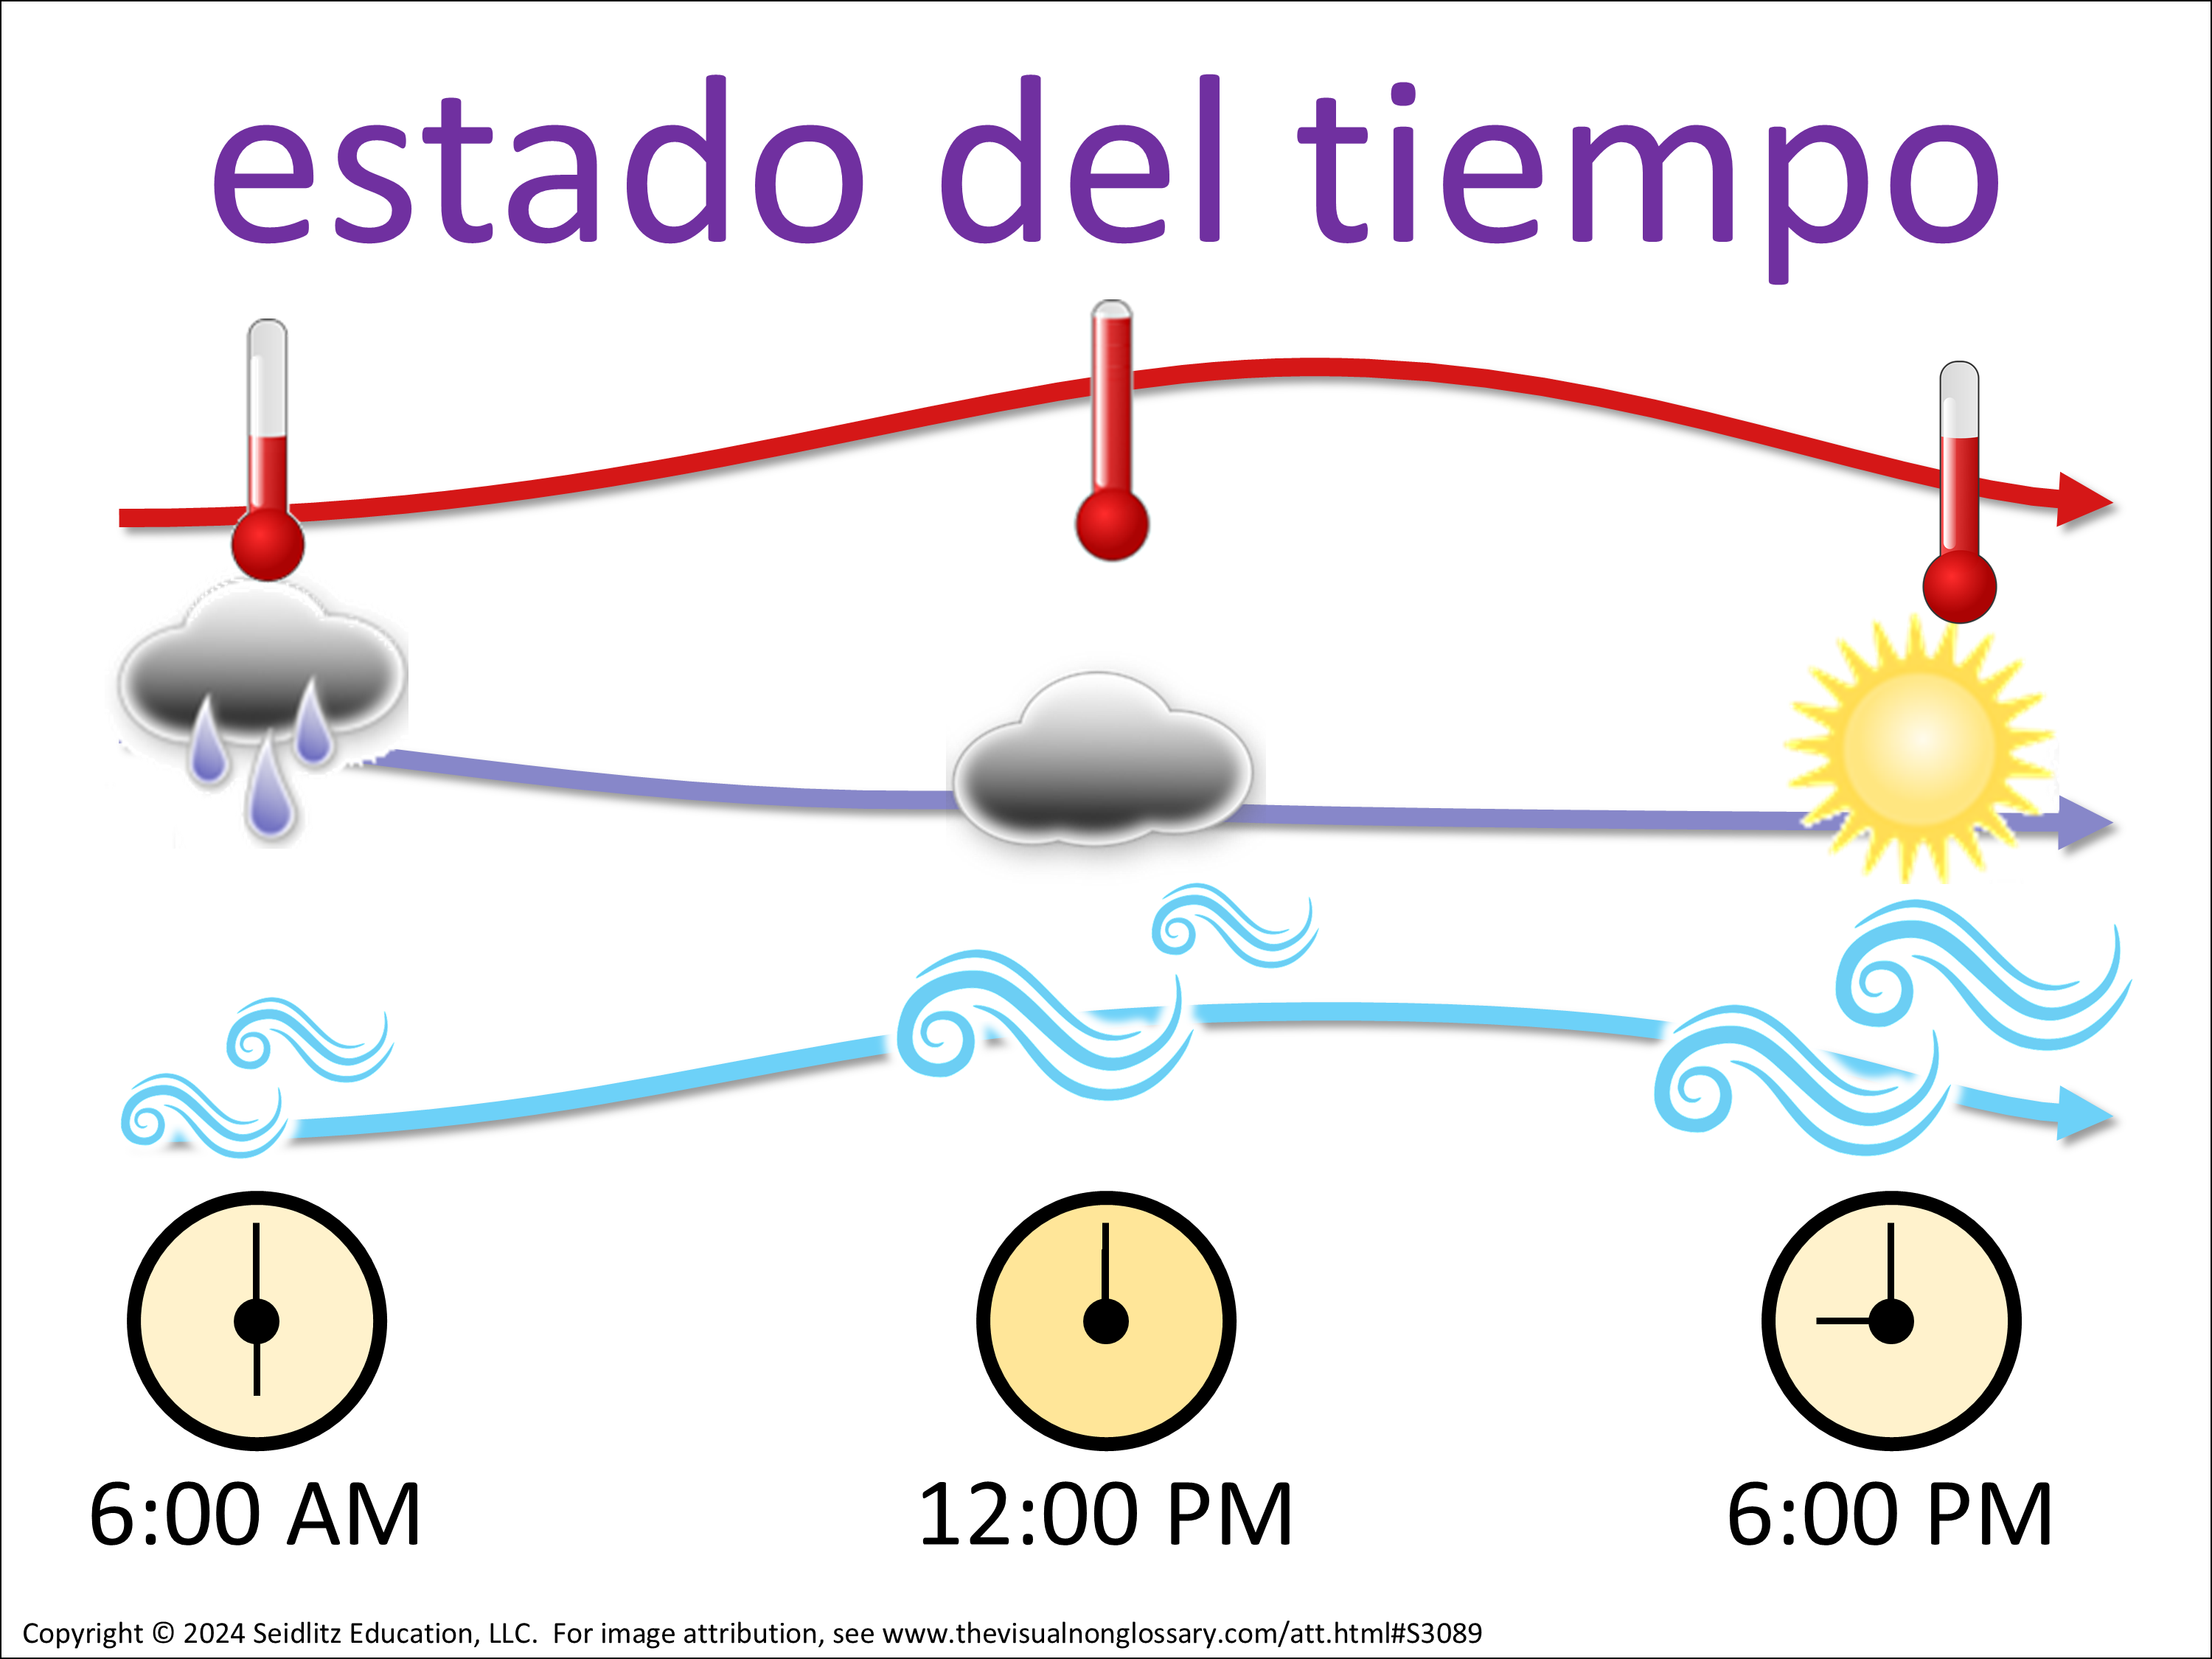 estado del tiempo
6:00 AM
12:00 PM
6:00 PM
Copyright © 2024 Seidlitz Education, LLC.  For image attribution, see www.thevisualnonglossary.com/att.html#S3089